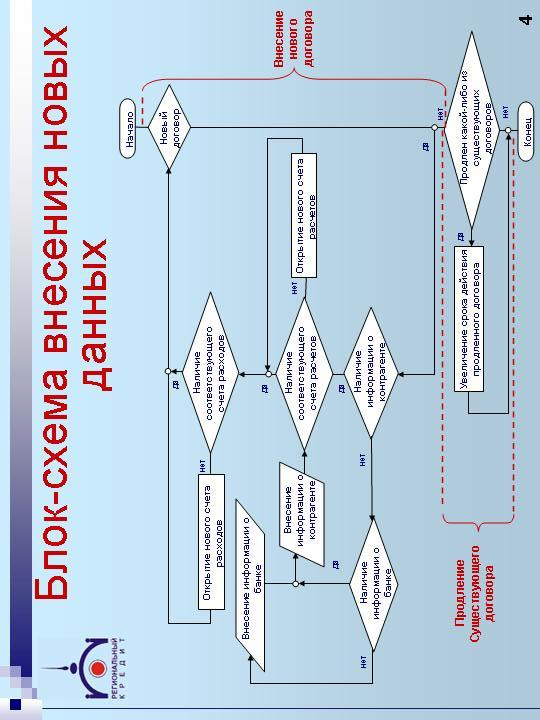 Блок-схема внесения новых
данных
РЕГИОНАЛЬНЫЙ
КРЕДИТ
Начало
Новый
договор
Внесение
нового
договора
да
нет
Открытие нового счета
расходов
нет
Наличие
соответствующего
счета расходов
да
Внесение информации о
банке
Внесение
информации о
контрагенте
Наличие
соответствующего
счета расчетов
нет
Открытие нового счета
расчетов
да
да
Наличие
информации о
контрагенте
нет
Наличие
информации о
банке
да
нет
Продление
Существующего
договора
Увеличение срока действия
продленного договора
да
Продлен какой-либо из
существующих
договоров
нет
Конец
4